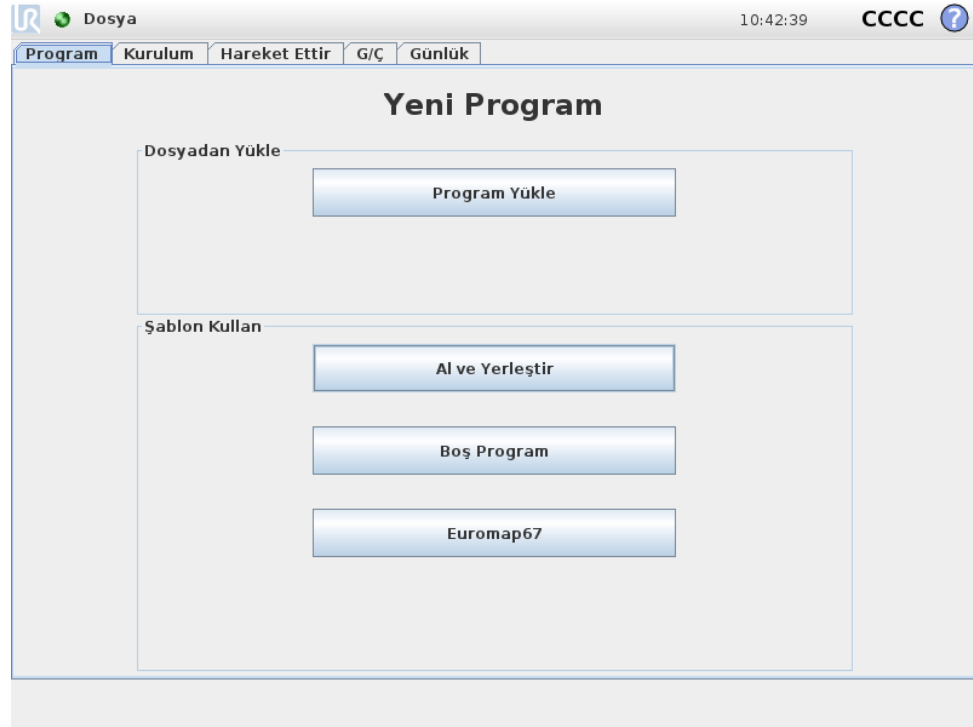 UR Dosya 10:42:39 CCCC ?
Program Kurulum Hareket Ettir G/Ç Günlük
Yeni Program
Dosyadan Yükle
Program Yükle
Şablon Kullan
Al ve Yerleştir
Boş Program
Euromap67